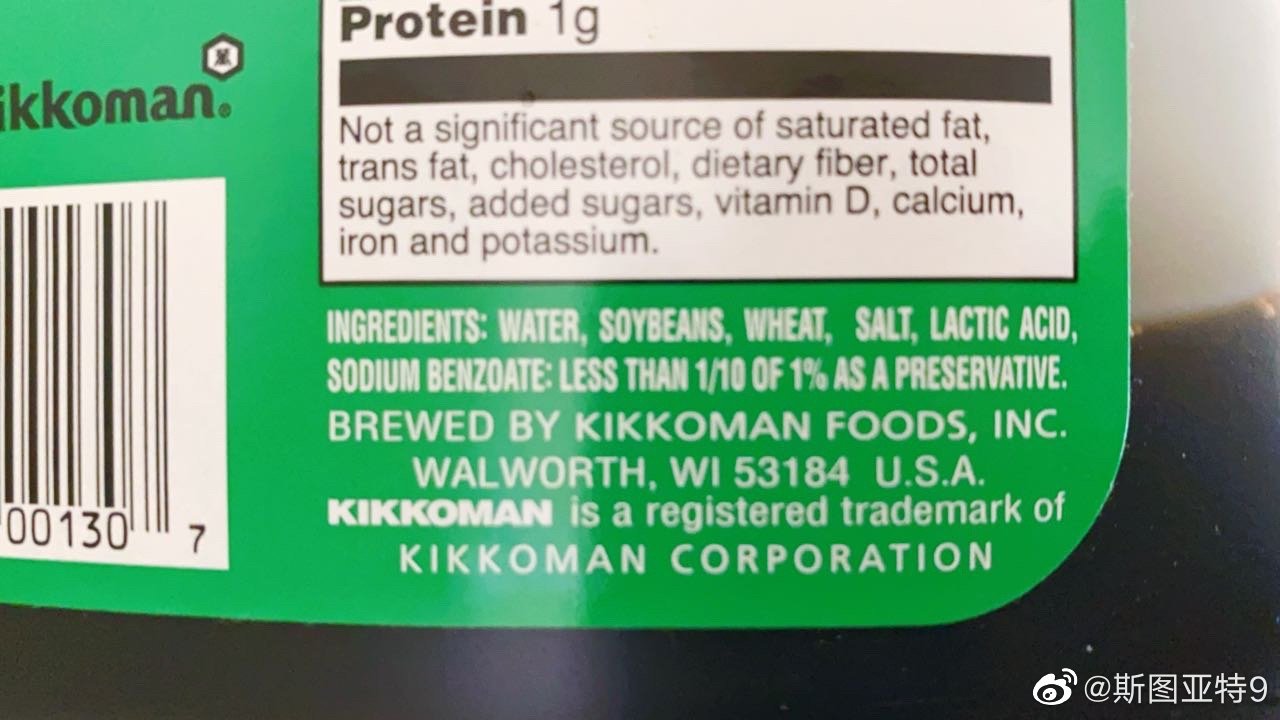 Protein 1g
ikkoman®
Not a significant source of saturated fat,
trans fat, cholesterol, dietary fiber, total
sugars, added sugars, vitamin D, calcium,
iron and potassium.
INGREDIENTS: WATER, SOYBEANS, WHEAT, SALT, LACTIC ACID,
SODIUM BENZOATE: LESS THAN 1/10 OF 1% AS A PRESERVATIVE.
BREWED BY KIKKOMAN FOODS, INC.
WALWORTH, WI 53184 U.S.A.
KIKKOMAN is a registered trademark of
KIKKOMAN CORPORATION
00130 7
@斯图亚特9